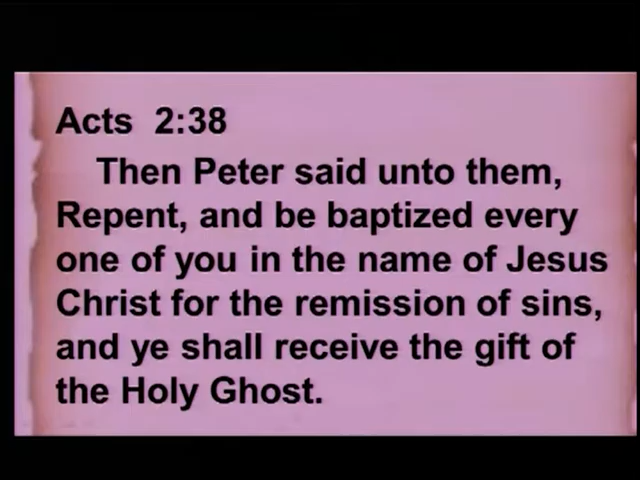 Acts 2:38
Then Peter said unto them,
Repent, and be baptized every
one of you in the name of Jesus
Christ for the remission of sins,
and ye shall receive the gift of
the Holy Ghost.